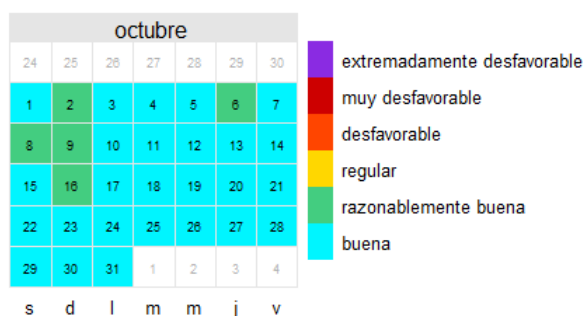 octubre
24 25 26 27 28 29 30
1 2 3 4 5 6 7
8 9 10 11 12 13 14
15 16 17 18 19 20 21
22 23 24 25 26 27 28
29 30 31 1 2 3 4
s d l m m j v
extremadamente desfavorable
muy desfavorable
desfavorable
regular
razonablemente buena
buena